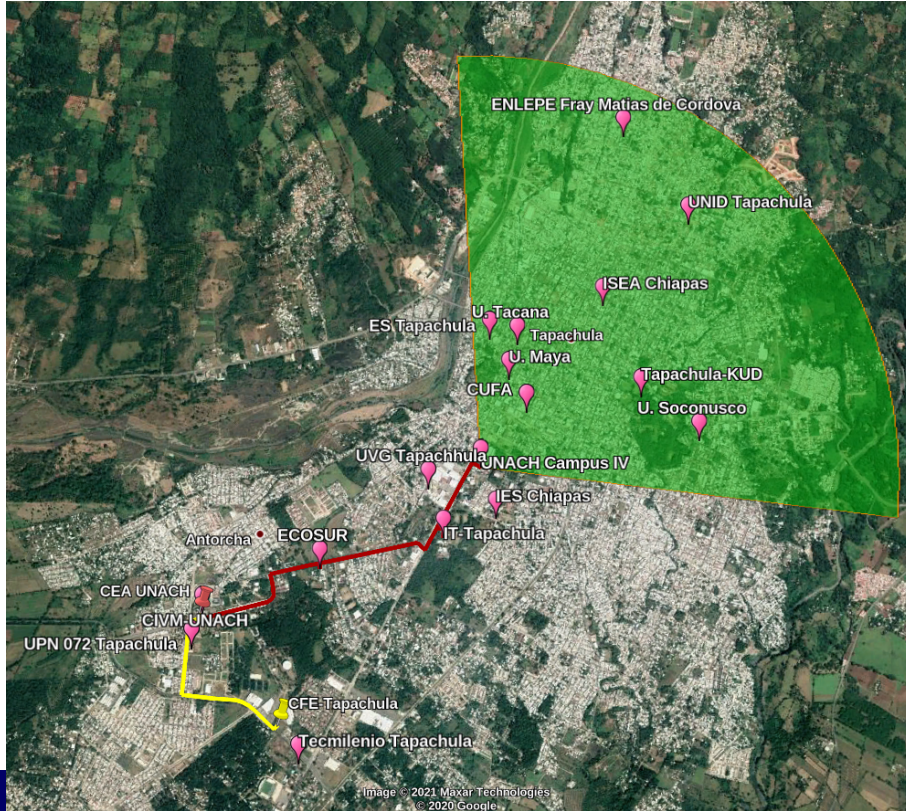 ENLEPE Fray Matias de Cordova
UNID Tapachula
ISEA Chiapas
U. Tacana
ES Tapachula
Tapachula
U. Maya
Tapachula-KUD
CUFA
U. Soconusco
UVG Tapachhula
UNACH Campus IV
IES Chiapas
IT-Tapachula
ECOSUR
Antorcha
CEA UNACH
CIVM-UNACH
UPN 072 Tapachula
CFE-Tapachula
Tecmilenio Tapachula
Image © 2021 Maxar Technologies
© 2020 Google